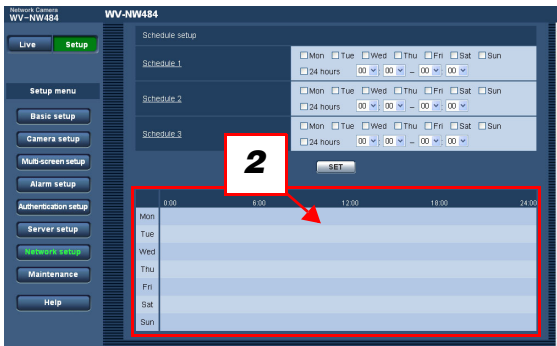 Network Camera
WV-NW484
WV-NW484
Live
Setup
Setup menu
Basic setup
Camera setup
Multi-screen setup
Alarm setup
Authentication setup
Server setup
Network setup
Maintenance
Help
Schedule setup
Schedule 1
Mon Tue Wed Thu Fri Sat Sun
24 hours 00 : 00 – 00 : 00
Schedule 2
Mon Tue Wed Thu Fri Sat Sun
24 hours 00 : 00 – 00 : 00
Schedule 3
Mon Tue Wed Thu Fri Sat Sun
24 hours 00 : 00 – 00 : 00
SET
2
0:00 6:00 12:00 18:00 24:00
Mon
Tue
Wed
Thu
Fri
Sat
Sun